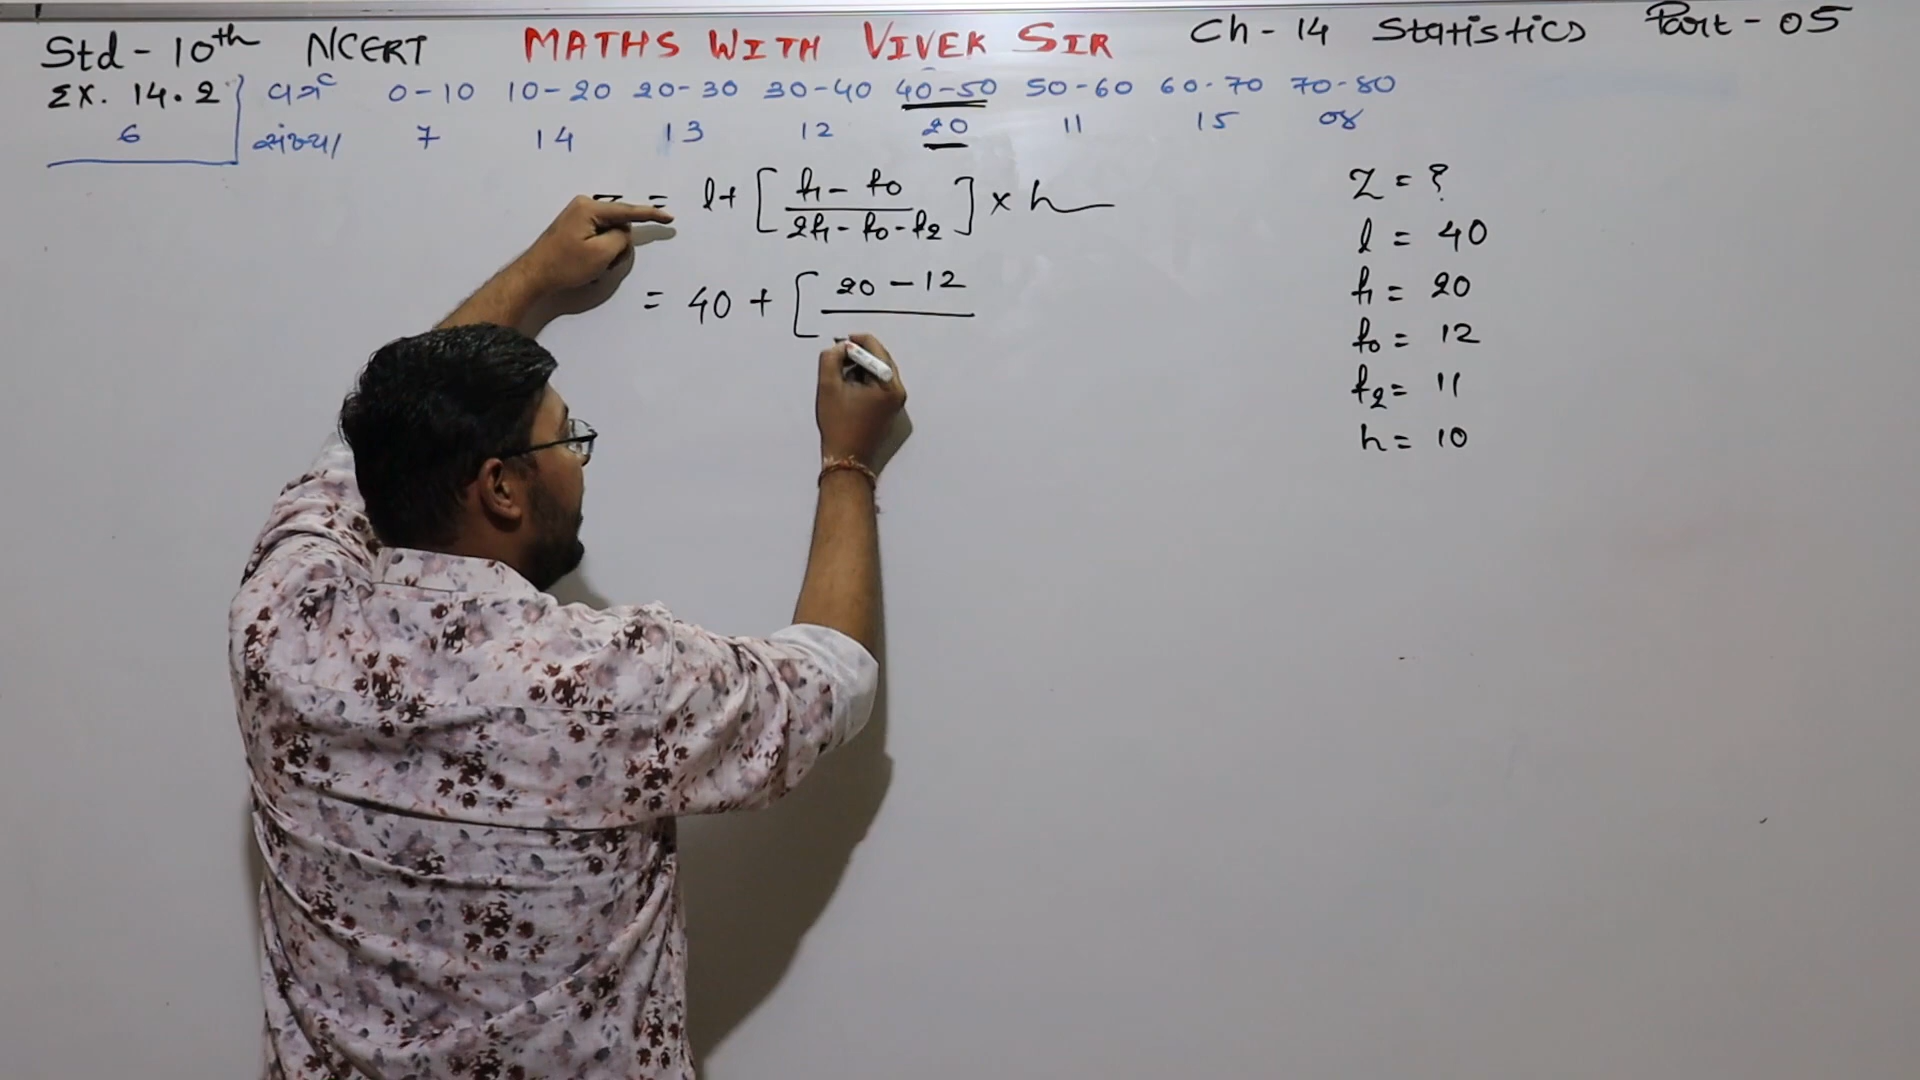 Std - 10th NCERT MATHS WITH VIVEK SIR Ch - 14 Statistics Part - 05
Ex. 14.2 વર્ગ 0-10 10-20 20-30 30-40 40-50 50-60 60-70 70-80
6 સંખ્યા 7 14 13 12 20 11 15 08
= l + [ f1 - f0 / 2f1 - f0 - f2 ] × h
= 40 + [ 20 - 12
Z = ?
l = 40
f1 = 20
f0 = 12
f2 = 11
h = 10